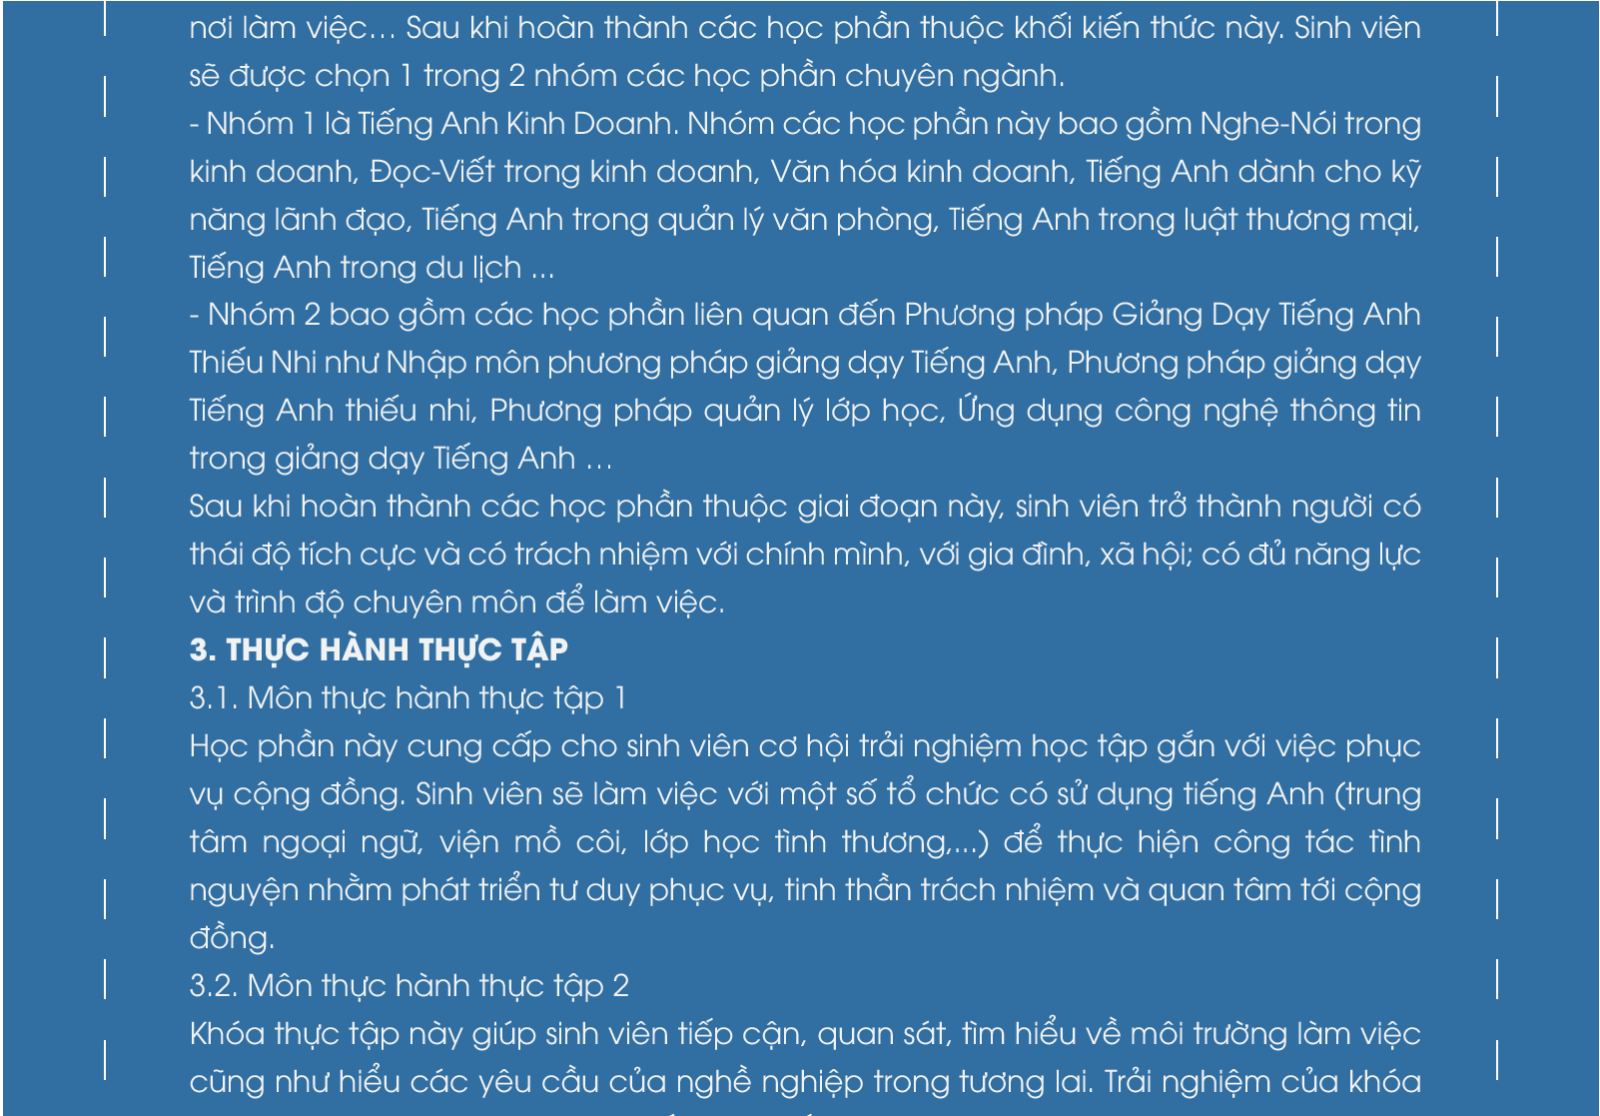 nơi làm việc... Sau khi hoàn thành các học phần thuộc khối kiến thức này. Sinh viên
sẽ được chọn 1 trong 2 nhóm các học phần chuyên ngành.
- Nhóm 1 là Tiếng Anh Kinh Doanh. Nhóm các học phần này bao gồm Nghe-Nói trong
kinh doanh, Đọc-Viết trong kinh doanh, Văn hóa kinh doanh, Tiếng Anh dành cho kỹ
năng lãnh đạo, Tiếng Anh trong quản lý văn phòng, Tiếng Anh trong luật thương mại,
Tiếng Anh trong du lịch ...
- Nhóm 2 bao gồm các học phần liên quan đến Phương pháp Giảng Dạy Tiếng Anh
Thiếu Nhi như Nhập môn phương pháp giảng dạy Tiếng Anh, Phương pháp giảng dạy
Tiếng Anh thiếu nhi, Phương pháp quản lý lớp học, Ứng dụng công nghệ thông tin
trong giảng dạy Tiếng Anh ...
Sau khi hoàn thành các học phần thuộc giai đoạn này, sinh viên trở thành người có
thái độ tích cực và có trách nhiệm với chính mình, với gia đình, xã hội; có đủ năng lực
và trình độ chuyên môn để làm việc.
3. THỰC HÀNH THỰC TẬP
3.1. Môn thực hành thực tập 1
Học phần này cung cấp cho sinh viên cơ hội trải nghiệm học tập gắn với việc phục
vụ cộng đồng. Sinh viên sẽ làm việc với một số tổ chức có sử dụng tiếng Anh (trung
tâm ngoại ngữ, viện mồ côi, lớp học tình thương,...) để thực hiện công tác tình
nguyện nhằm phát triển tư duy phục vụ, tinh thần trách nhiệm và quan tâm tới cộng
đồng.
3.2. Môn thực hành thực tập 2
Khóa thực tập này giúp sinh viên tiếp cận, quan sát, tìm hiểu về môi trường làm việc
cũng như hiểu các yêu cầu của nghề nghiệp trong tương lai. Trải nghiệm của khóa